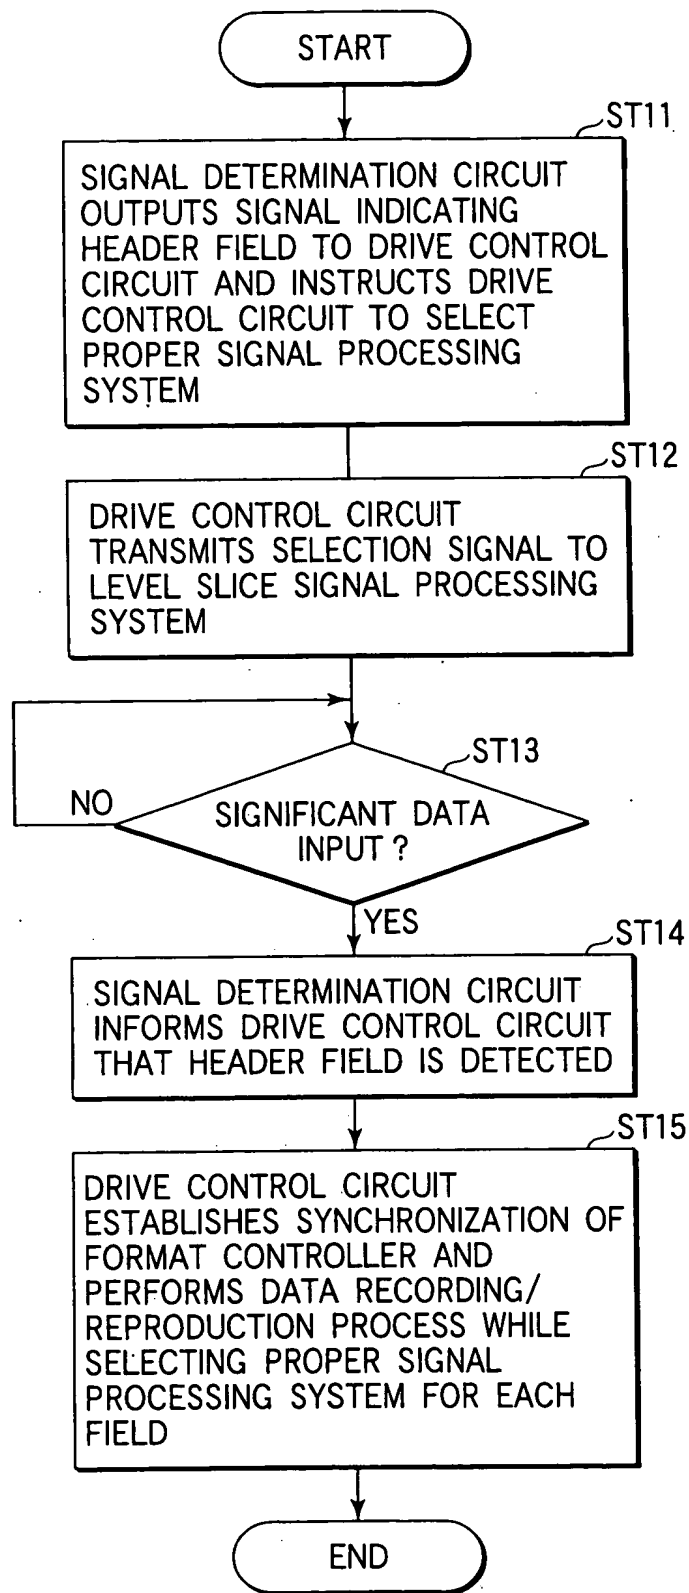 START
ST11
SIGNAL DETERMINATION CIRCUIT
OUTPUTS SIGNAL INDICATING
HEADER FIELD TO DRIVE CONTROL
CIRCUIT AND INSTRUCTS DRIVE
CONTROL CIRCUIT TO SELECT
PROPER SIGNAL PROCESSING
SYSTEM
ST12
DRIVE CONTROL CIRCUIT
TRANSMITS SELECTION SIGNAL TO
LEVEL SLICE SIGNAL PROCESSING
SYSTEM
ST13
NO
SIGNIFICANT DATA
INPUT ?
YES
ST14
SIGNAL DETERMINATION CIRCUIT
INFORMS DRIVE CONTROL CIRCUIT
THAT HEADER FIELD IS DETECTED
ST15
DRIVE CONTROL CIRCUIT
ESTABLISHES SYNCHRONIZATION OF
FORMAT CONTROLLER AND
PERFORMS DATA RECORDING/
REPRODUCTION PROCESS WHILE
SELECTING PROPER SIGNAL
PROCESSING SYSTEM FOR EACH
FIELD
END